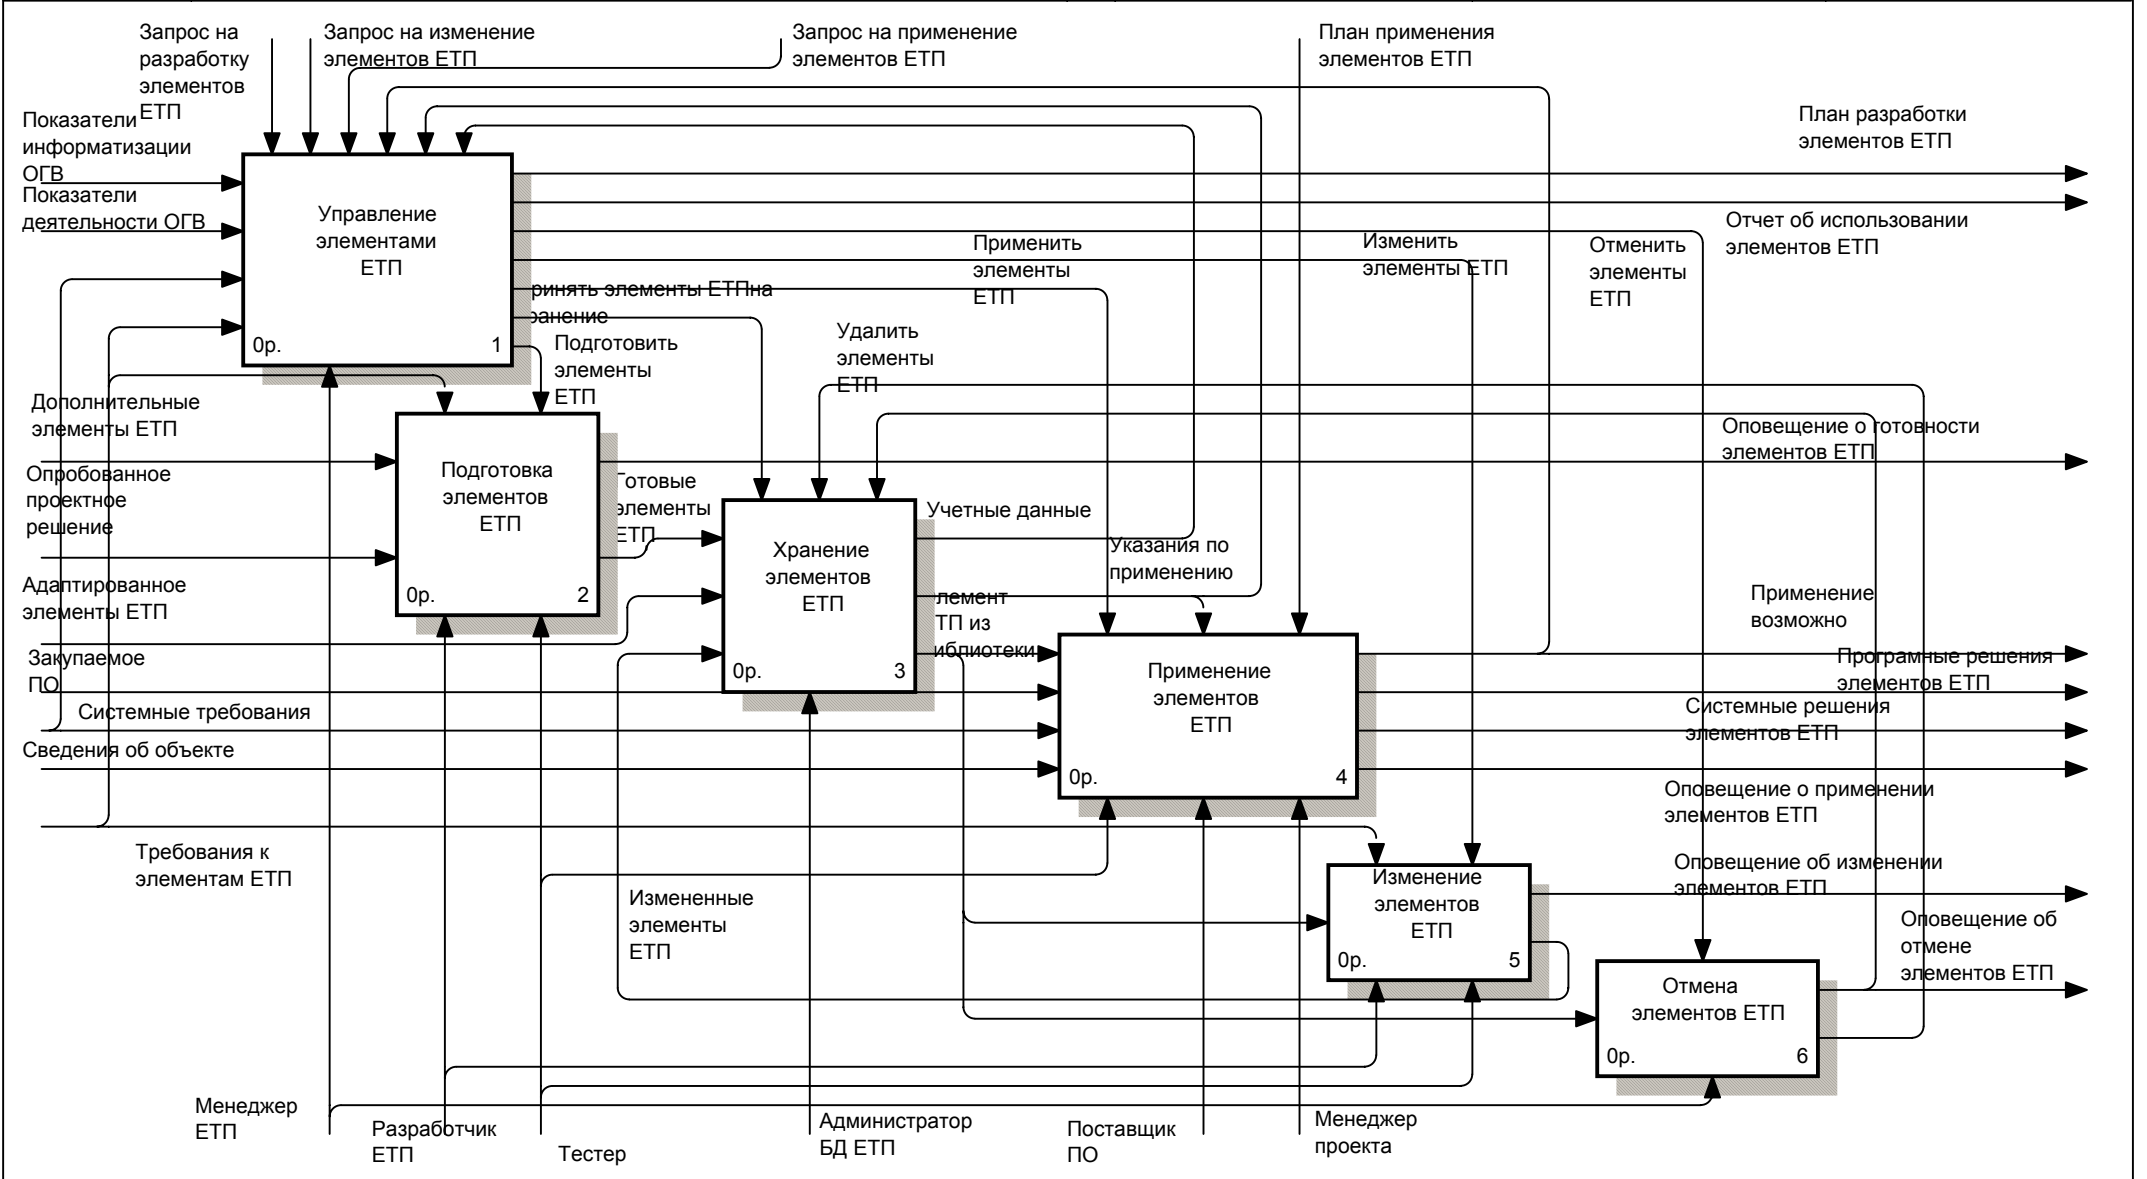 Запрос на
разработку
элементов
ЕТП
Запрос на изменение
элементов ЕТП
Запрос на применение
элементов ЕТП
План применения
элементов ЕТП
Показатели
информатизации
ОГВ
Показатели
деятельности ОГВ
План разработки
элементов ЕТП
Отчет об использовании
элементов ЕТП
Управление
элементами
ЕТП
0р.
1
Применить
элементы
ЕТП
Изменить
элементы ЕТП
Отменить
элементы
ЕТП
ринять элементы ЕТПна
ранение
Подготовить
элементы
ЕТП
Удалить
элементы
ЕТП
Дополнительные
элементы ЕТП
Опробованное
проектное
решение
Подготовка
элементов
ЕТП
0р.
2
Готовые
элементы
ЕТП
Оповещение о готовности
элементов ЕТП
Хранение
элементов
ЕТП
0р.
3
Учетные данные
Указания по
применению
лемент
ТП из
иблиотеки
Адаптированное
элементы ЕТП
Закупаемое
ПО
Системные требования
Сведения об объекте
Применение
элементов
ЕТП
0р.
4
Применение
возможно
Програмные решения
элементов ЕТП
Системные решения
элементов ЕТП
Оповещение о применении
элементов ЕТП
Требования к
элементам ЕТП
Измененные
элементы
ЕТП
Изменение
элементов
ЕТП
0р.
5
Оповещение об изменении
элементов ЕТП
Оповещение об
отмене
элементов ЕТП
Отмена
элементов ЕТП
0р.
6
Менеджер
ЕТП
Разработчик
ЕТП
Тестер
Администратор
БД ЕТП
Поставщик
ПО
Менеджер
проекта